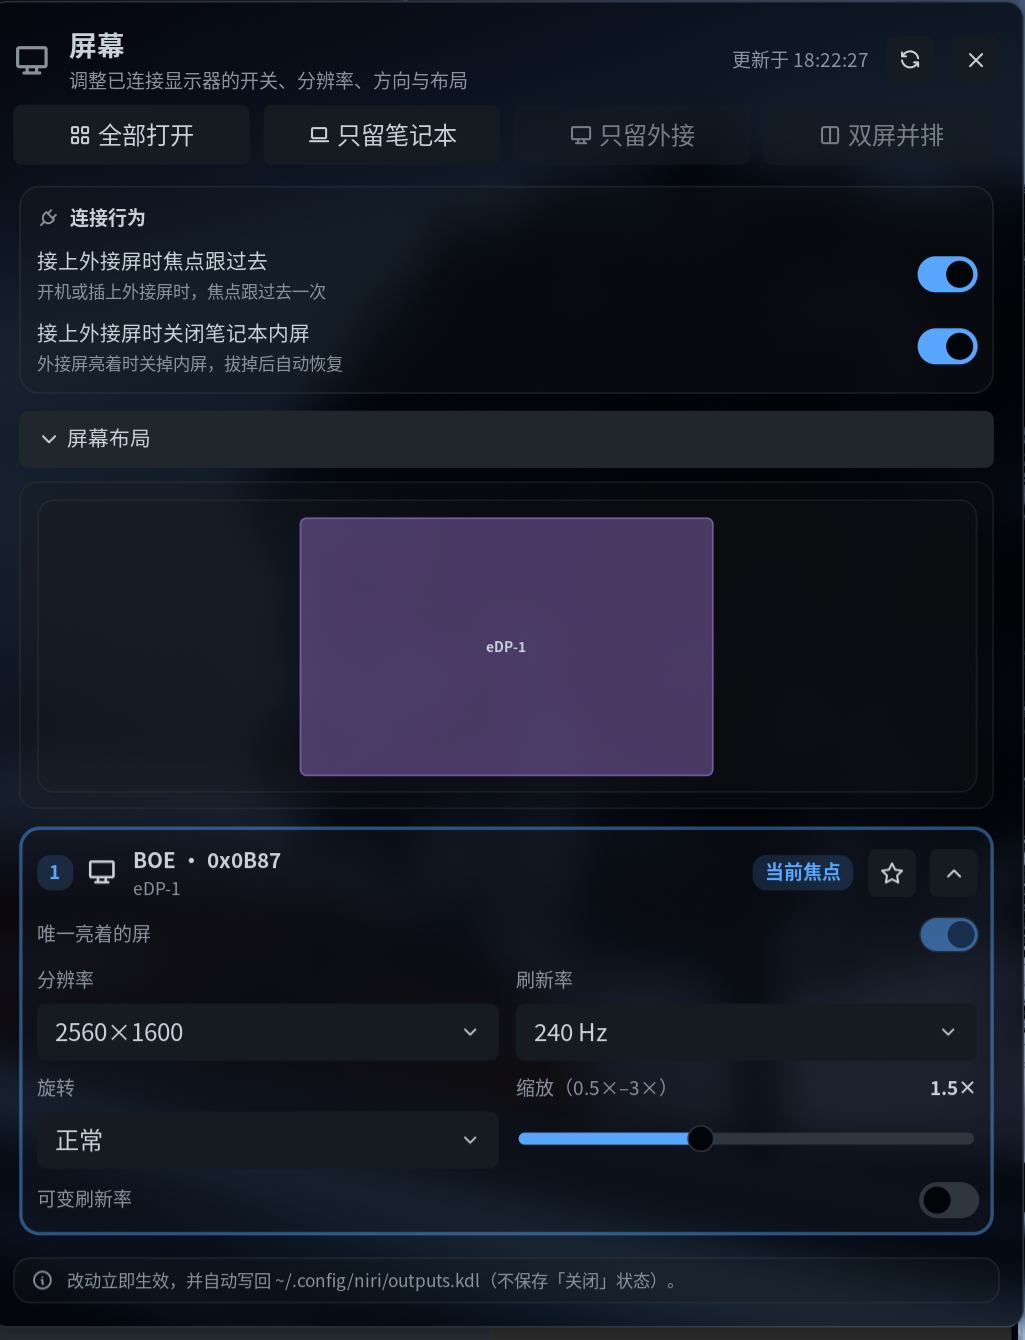 屏幕
调整已连接显示器的开关、分辨率、方向与布局
更新于 18:22:27
全部打开
只留笔记本
只留外接
双屏并排
连接行为
接上外接屏时焦点跟过去
开机或插上外接屏时，焦点跟过去一次
接上外接屏时关闭笔记本内屏
外接屏亮着时关掉内屏，拔掉后自动恢复
屏幕布局
eDP-1
1
BOE • 0x0B87
eDP-1
当前焦点
唯一亮着的屏
分辨率
刷新率
2560×1600
240 Hz
旋转
缩放（0.5×–3×）
1.5×
正常
可变刷新率
改动立即生效，并自动写回 ~/.config/niri/outputs.kdl（不保存「关闭」状态）。